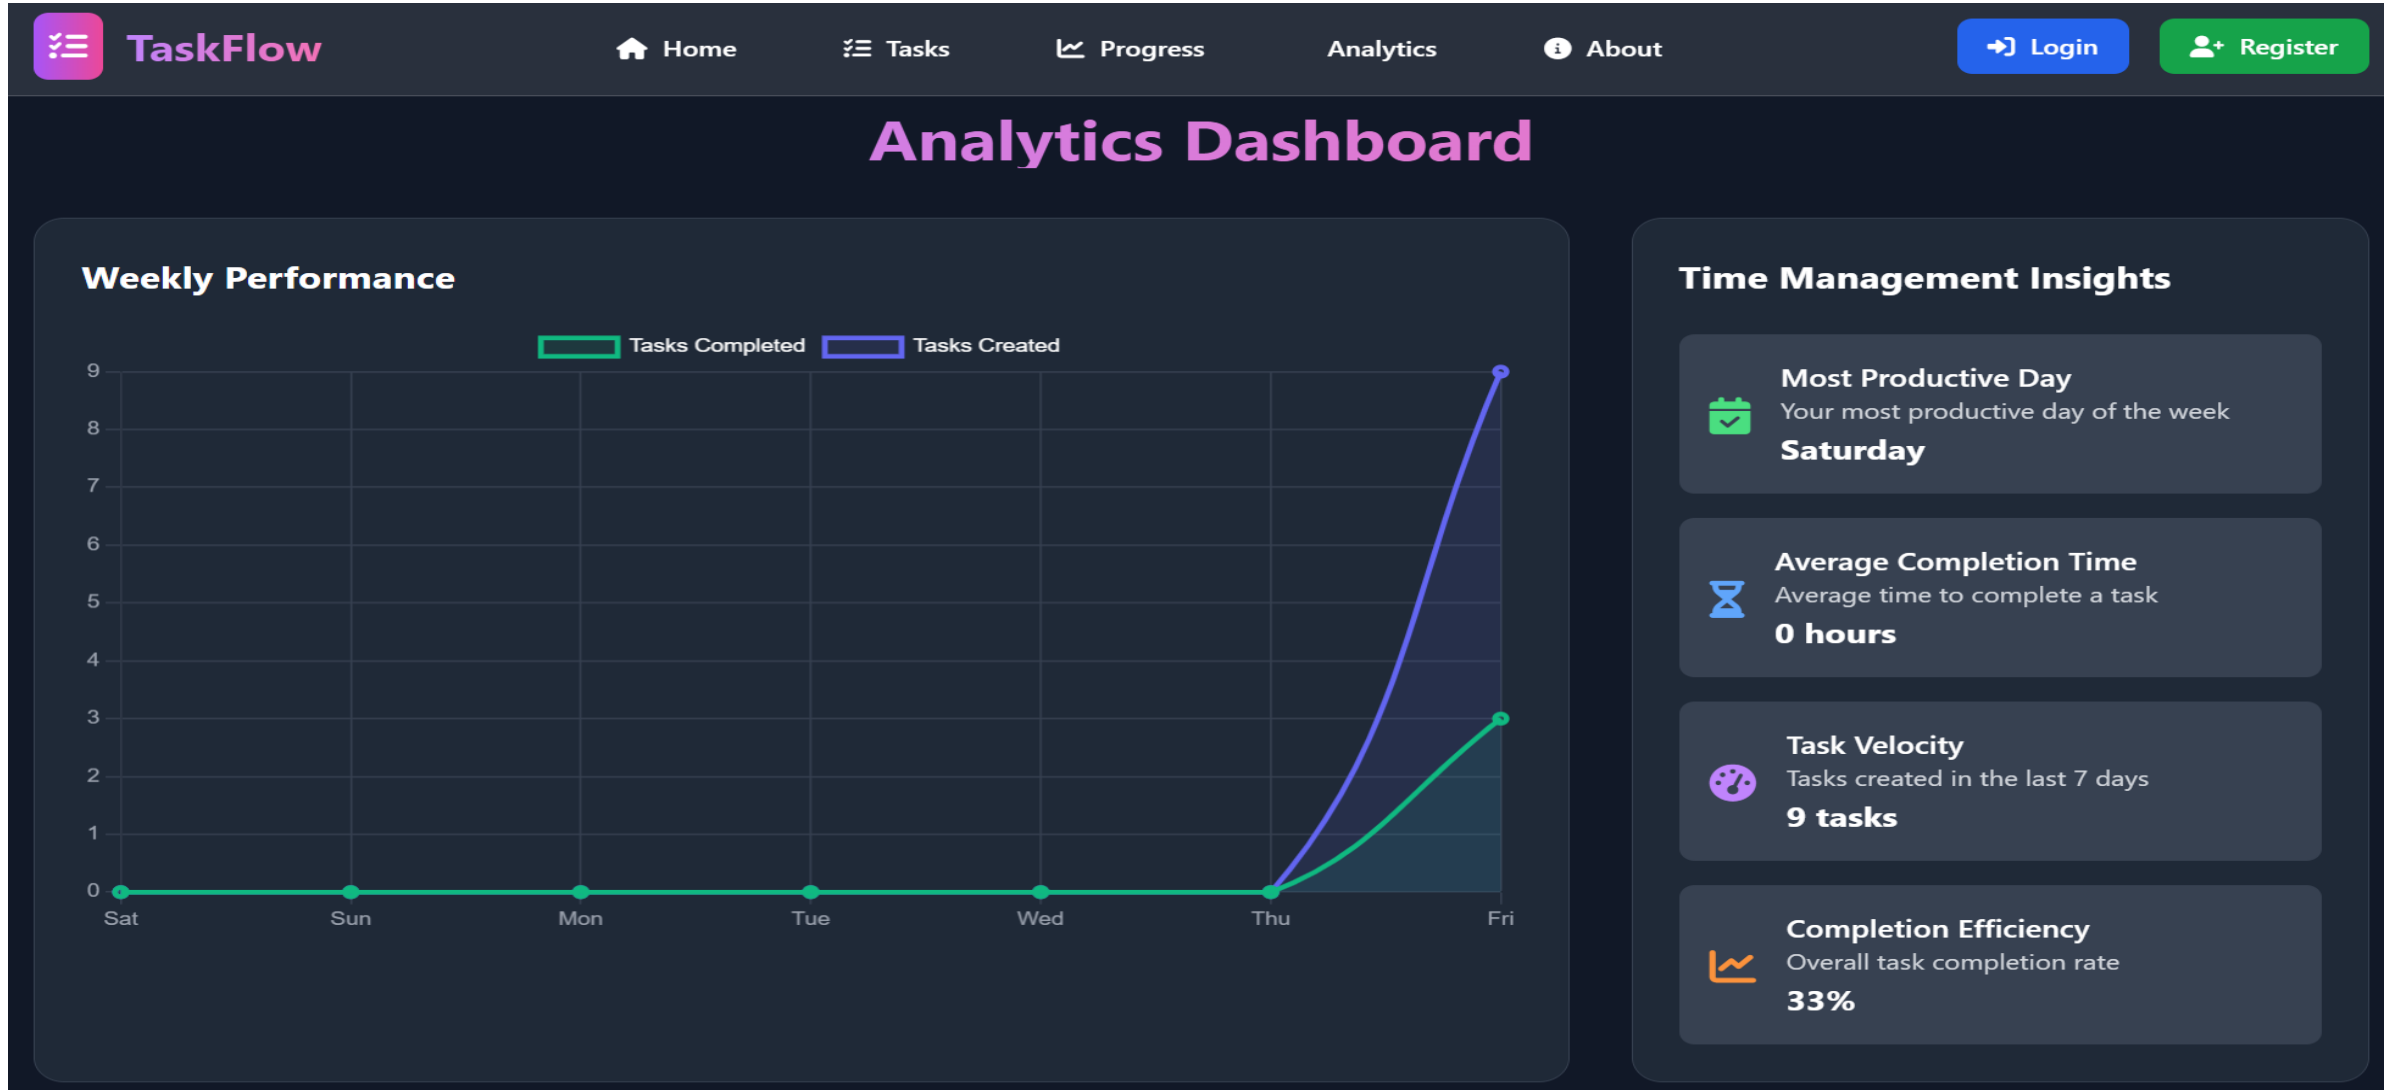 TaskFlow
Home
Tasks
Progress
Analytics
About
Login
Register
Analytics Dashboard
Weekly Performance
Tasks Completed
Tasks Created
9
8
7
6
5
4
3
2
1
0
Sat
Sun
Mon
Tue
Wed
Thu
Fri
Time Management Insights
Most Productive Day
Your most productive day of the week
Saturday
Average Completion Time
Average time to complete a task
0 hours
Task Velocity
Tasks created in the last 7 days
9 tasks
Completion Efficiency
Overall task completion rate
33%